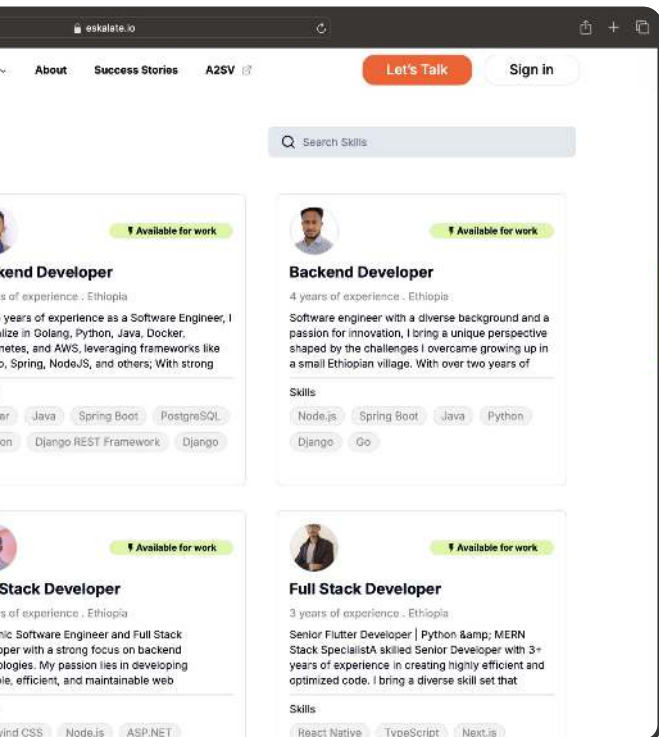 eskalate.io
About Success Stories A2SV Let's Talk Sign in
Search Skills
Available for work
kend Developer
s of experience . Ethiopia
years of experience as a Software Engineer, I
lize in Golang, Python, Java, Docker,
netes, and AWS, leveraging frameworks like
o, Spring, NodeJS, and others; With strong
er Java Spring Boot PostgreSQL
on Django REST Framework Django
Available for work
Backend Developer
4 years of experience . Ethiopia
Software engineer with a diverse background and a
passion for innovation, I bring a unique perspective
shaped by the challenges I overcame growing up in
a small Ethiopian village. With over two years of
Skills
Node.js Spring Boot Java Python
Django Go
Available for work
Stack Developer
s of experience . Ethiopia
nic Software Engineer and Full Stack
oper with a strong focus on backend
ologies. My passion lies in developing
le, efficient, and maintainable web
wind CSS Node.js ASP.NET
Available for work
Full Stack Developer
3 years of experience . Ethiopia
Senior Flutter Developer | Python &amp; MERN
Stack SpecialistA skilled Senior Developer with 3+
years of experience in creating highly efficient and
optimized code. I bring a diverse skill set that
Skills
React Native TypeScript Next.js